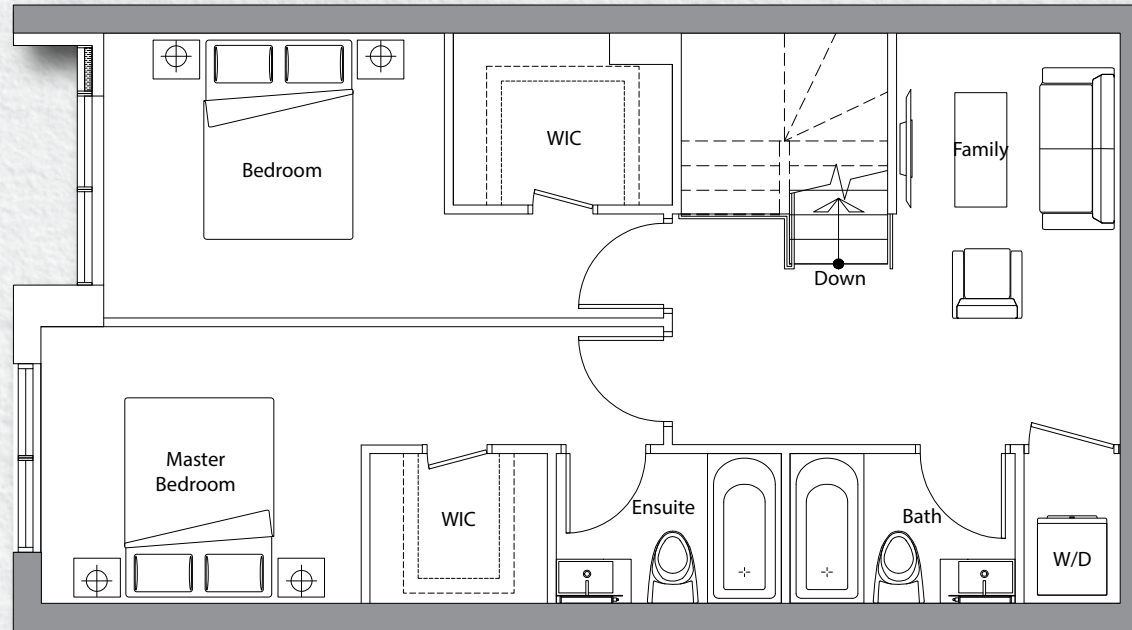 WIC
Family
Bedroom
Down
Master
Bedroom
Ensuite
WIC
Bath
W/D